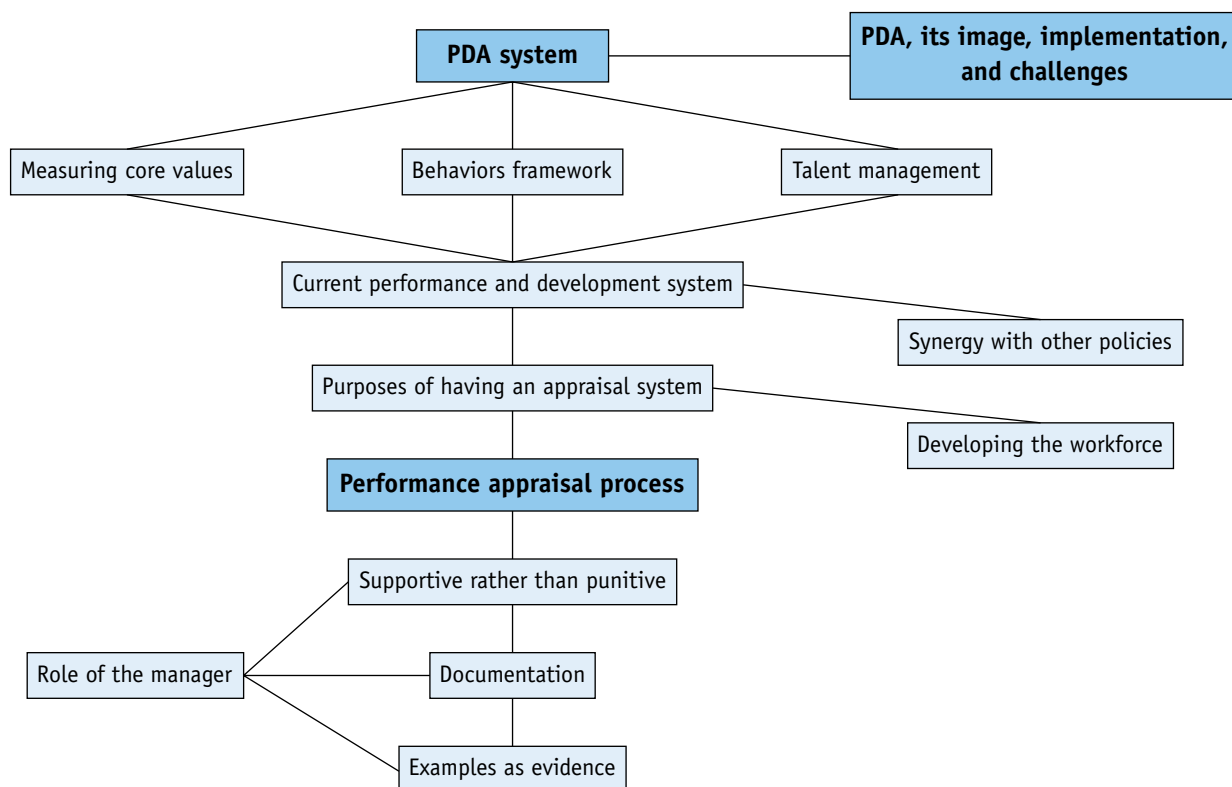 PDA system
PDA, its image, implementation,
and challenges
Measuring core values
Behaviors framework
Talent management
Current performance and development system
Synergy with other policies
Purposes of having an appraisal system
Developing the workforce
Performance appraisal process
Supportive rather than punitive
Role of the manager
Documentation
Examples as evidence